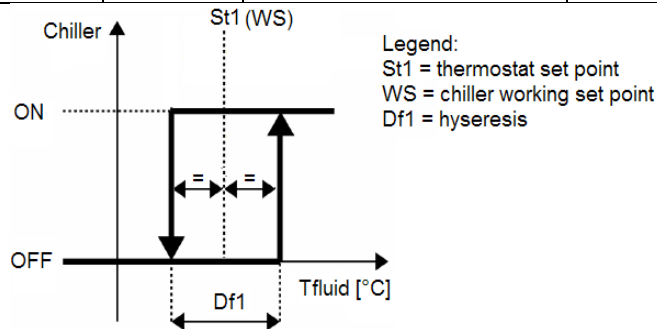 St1 (WS)
Chiller
Legend:
St1 = thermostat set point
WS = chiller working set point
Df1 = hyseresis
ON
= =
OFF
Tfluid [°C]
Df1